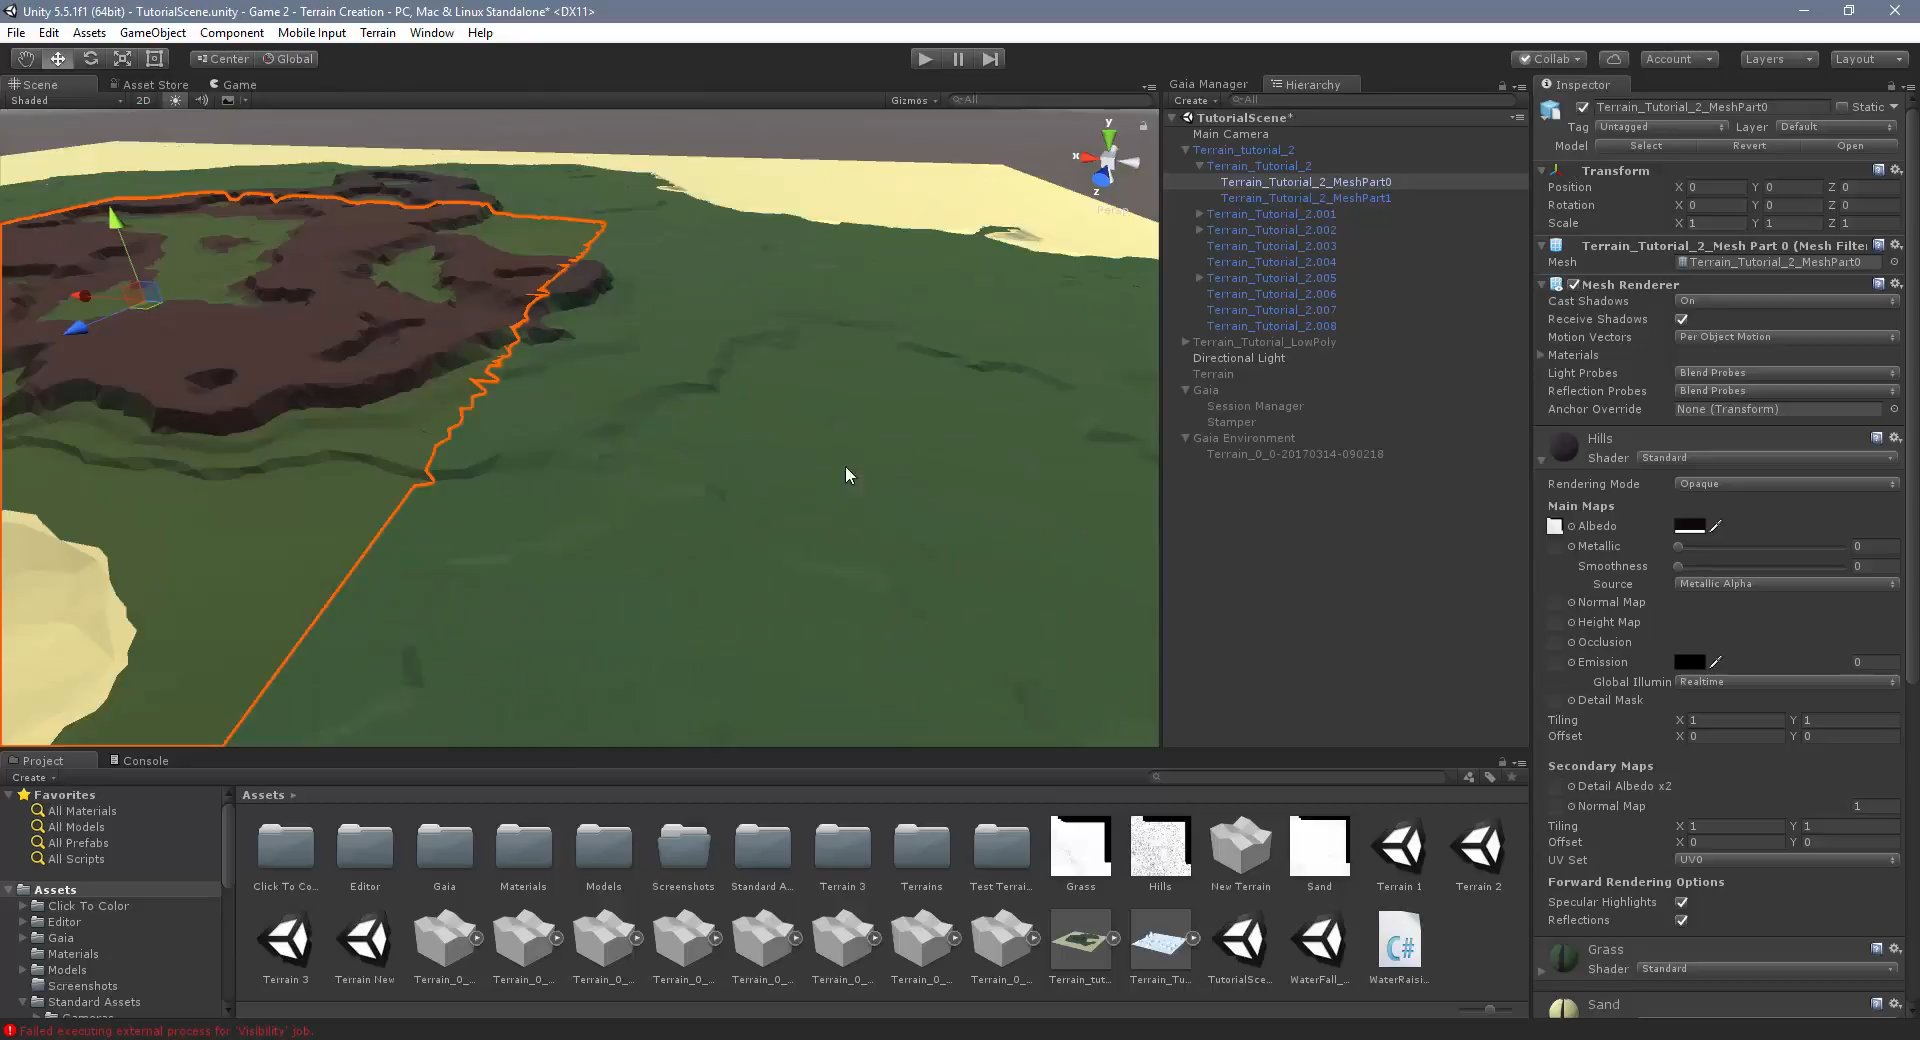 Unity 5.5.1f1 (64bit) - TutorialScene.unity - Game 2 - Terrain Creation - PC, Mac & Linux Standalone* <DX11>
File Edit Assets GameObject Component Mobile Input Terrain Window Help
Center Global
Collab Account Layers Layout
Scene Asset Store Game
Shaded 2D Gizmos All
y
x
z
Persp
Gaia Manager Hierarchy
Create All
TutorialScene*
Main Camera
Terrain_tutorial_2
Terrain_Tutorial_2
Terrain_Tutorial_2_MeshPart0
Terrain_Tutorial_2_MeshPart1
Terrain_Tutorial_2.001
Terrain_Tutorial_2.002
Terrain_Tutorial_2.003
Terrain_Tutorial_2.004
Terrain_Tutorial_2.005
Terrain_Tutorial_2.006
Terrain_Tutorial_2.007
Terrain_Tutorial_2.008
Terrain_Tutorial_LowPoly
Directional Light
Terrain
Gaia
Session Manager
Stamper
Gaia Environment
Terrain_0_0-20170314-090218
Inspector
Terrain_Tutorial_2_MeshPart0 Static
Tag Untagged Layer Default
Model Select Revert Open
Transform
Position X 0 Y 0 Z 0
Rotation X 0 Y 0 Z 0
Scale X 1 Y 1 Z 1
Terrain_Tutorial_2_Mesh Part 0 (Mesh Filter
Mesh Terrain_Tutorial_2_MeshPart0
Mesh Renderer
Cast Shadows On
Receive Shadows
Motion Vectors Per Object Motion
Materials
Light Probes Blend Probes
Reflection Probes Blend Probes
Anchor Override None (Transform)
Hills
Shader Standard
Rendering Mode Opaque
Main Maps
Albedo
Metallic 0
Smoothness 0
Source Metallic Alpha
Normal Map
Height Map
Occlusion
Emission 0
Global Illumin Realtime
Detail Mask
Tiling X 1 Y 1
Offset X 0 Y 0
Secondary Maps
Detail Albedo x2
Normal Map 1
Tiling X 1 Y 1
Offset X 0 Y 0
UV Set UV0
Forward Rendering Options
Specular Highlights
Reflections
Grass
Shader Standard
Sand
Project Console
Create
Favorites
All Materials
All Models
All Prefabs
All Scripts
Assets
Click To Color
Editor
Gaia
Materials
Models
Screenshots
Standard Assets
Cameras
Assets
Click To Co... Editor Gaia Materials Models Screenshots Standard A... Terrain 3 Terrains Test Terrai... Grass Hills New Terrain Sand Terrain 1 Terrain 2
Terrain 3 Terrain New Terrain_0_... Terrain_0_... Terrain_0_... Terrain_0_... Terrain_0_... Terrain_0_... Terrain_0_... Terrain_0_... Terrain_tut... Terrain_Tu... TutorialSce... WaterFall_... WaterRaisi...
C#
Failed executing external process for 'Visibility' job.